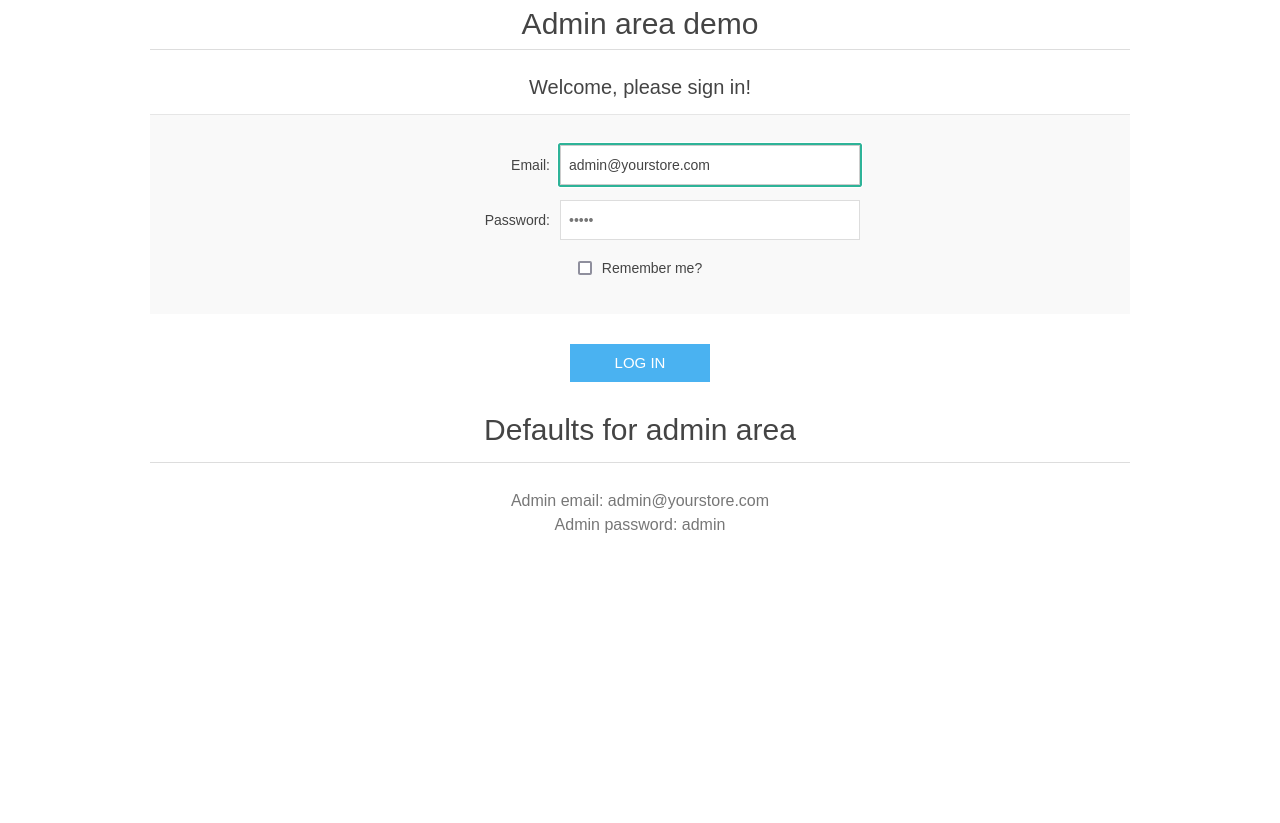 Admin area demo
Welcome, please sign in!
Email: admin@yourstore.com
Password: •••••
Remember me?
LOG IN
Defaults for admin area
Admin email: admin@yourstore.com
Admin password: admin